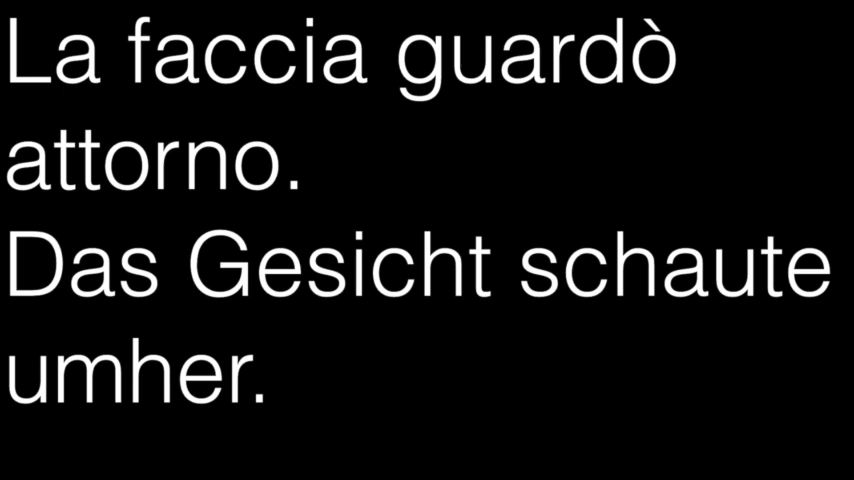 La faccia guardò
attorno.
Das Gesicht schaute
umher.